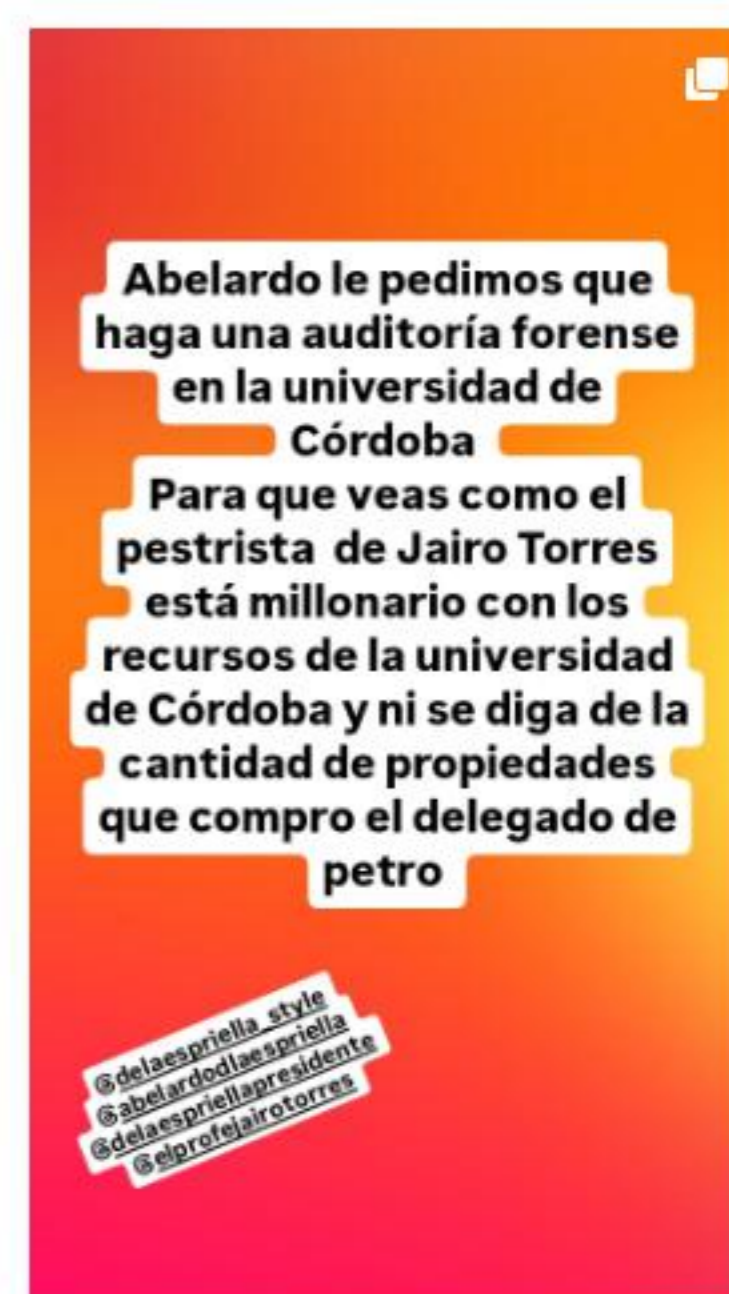 Abelardo le pedimos que
haga una auditoría forense
en la universidad de
Córdoba
Para que veas como el
pestrista de Jairo Torres
está millonario con los
recursos de la universidad
de Córdoba y ni se diga de la
cantidad de propiedades
que compro el delegado de
petro
@delaespriella_style
@abelardodlaespriella
@delaespriellapresidente
@elprofejairotorres